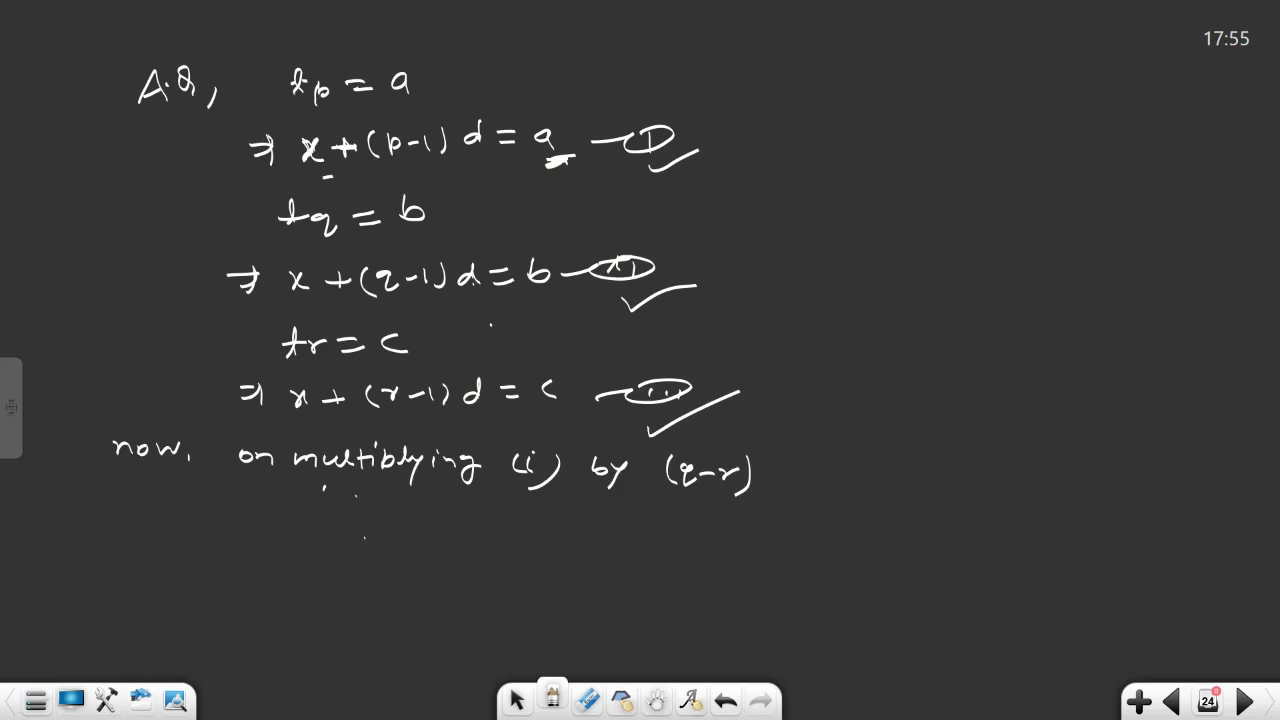 17:55
A.Q, tp = a
⇒ x + (p-1) d = a — (i)
tq = b
⇒ x + (q-1) d = b — (ii)
tr = c
⇒ x + (r-1) d = c — (iii)
now, on multiplying (i) by (q-r)
24